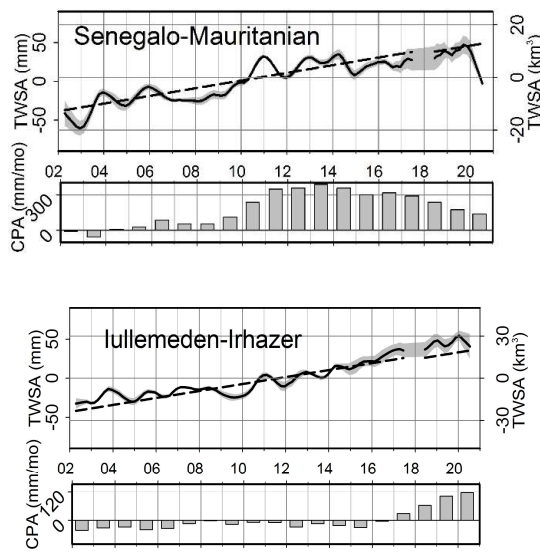 Senegalo-Mauritanian
TWSA (mm)
50
0
-50
20
0
-20
TWSA (km³)
02 04 06 08 10 12 14 16 18 20
CPA (mm/mo)
300
0
Iullemeden-Irhazer
TWSA (mm)
50
0
-50
30
0
-30
TWSA (km³)
02 04 06 08 10 12 14 16 18 20
CPA (mm/mo)
120
0